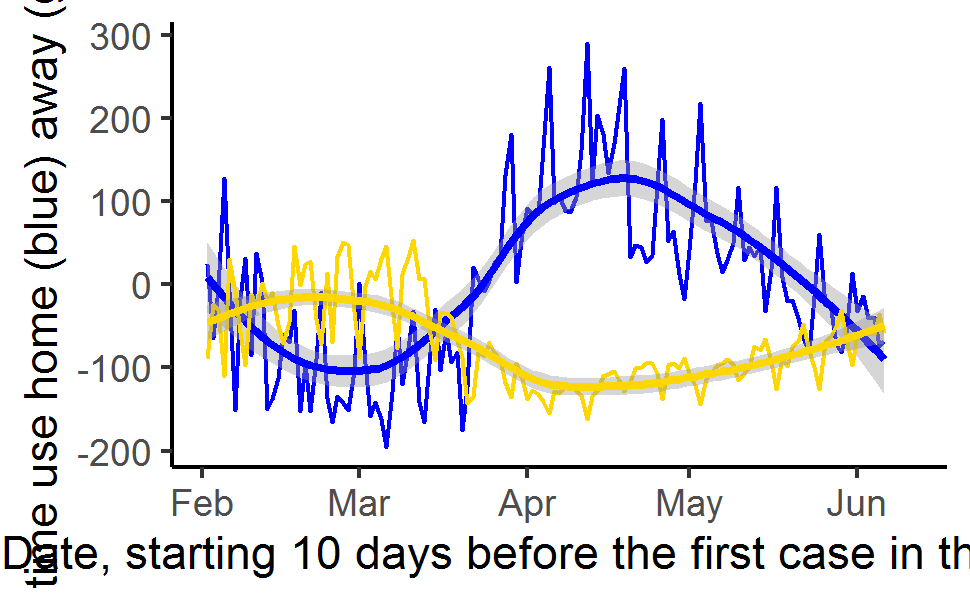 time use home (blue) away (
300
200
100
0
-100
-200
Feb Mar Apr May Jun
Date, starting 10 days before the first case in th